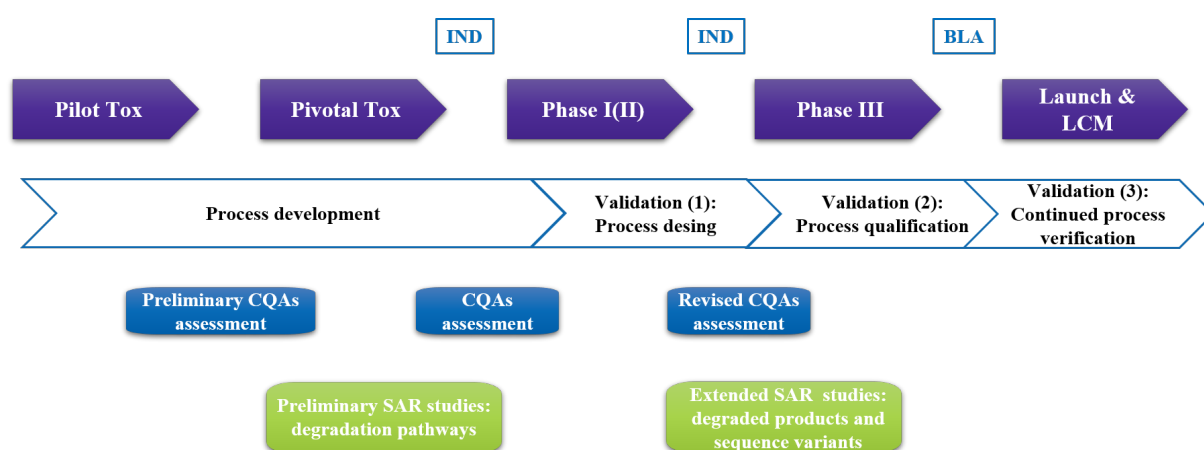 IND
IND
BLA
Pilot Tox
Pivotal Tox
Phase I(II)
Phase III
Launch &
LCM
Process development
Validation (1):
Process desing
Validation (2):
Process qualification
Validation (3):
Continued process
verification
Preliminary CQAs
assessment
CQAs
assessment
Revised CQAs
assessment
Preliminary SAR studies:
degradation pathways
Extended SAR studies:
degraded products and
sequence variants